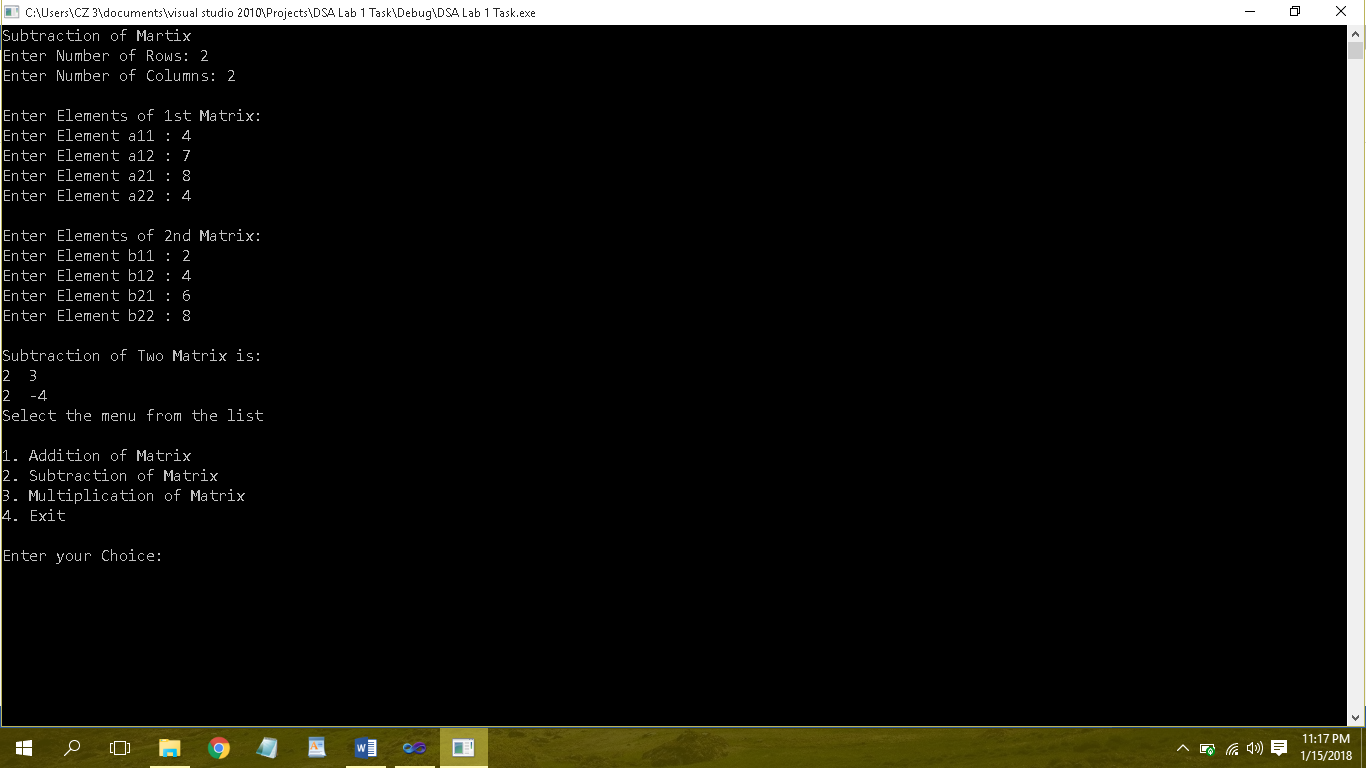 C:\Users\CZ 3\documents\visual studio 2010\Projects\DSA Lab 1 Task\Debug\DSA Lab 1 Task.exe
Subtraction of Martix
Enter Number of Rows: 2
Enter Number of Columns: 2
Enter Elements of 1st Matrix:
Enter Element a11 : 4
Enter Element a12 : 7
Enter Element a21 : 8
Enter Element a22 : 4
Enter Elements of 2nd Matrix:
Enter Element b11 : 2
Enter Element b12 : 4
Enter Element b21 : 6
Enter Element b22 : 8
Subtraction of Two Matrix is:
2  3
2  -4
Select the menu from the list
1. Addition of Matrix
2. Subtraction of Matrix
3. Multiplication of Matrix
4. Exit
Enter your Choice:
11:17 PM
1/15/2018